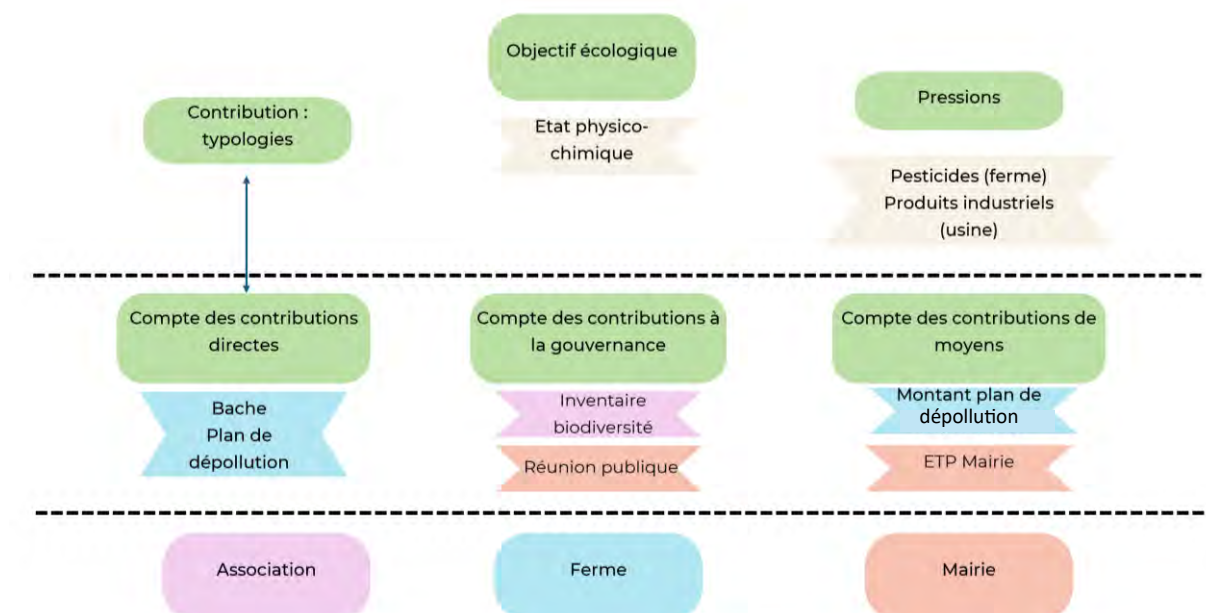 Objectif écologique
Contribution :
typologies
Pressions
Etat physico-
chimique
Pesticides (ferme)
Produits industriels
(usine)
Compte des contributions
directes
Compte des contributions à
la gouvernance
Compte des contributions de
moyens
Bache
Plan de
dépollution
Inventaire
biodiversité
Réunion publique
Montant plan de
dépollution
ETP Mairie
Association
Ferme
Mairie